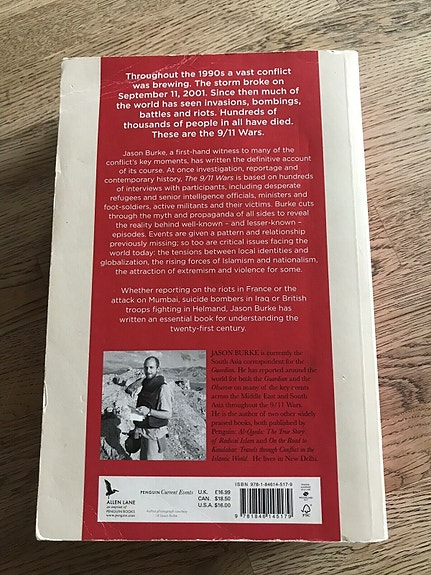 Throughout the 1990s a vast conflict
was brewing. The storm broke on
September 11, 2001. Since then much of
the world has seen invasions, bombings,
battles and riots. Hundreds of
thousands of people in all have died.
These are the 9/11 Wars.
Jason Burke, a first-hand witness to many of the
conflict's key moments, has written the definitive account
of its course. At once investigation, reportage and
contemporary history, The 9/11 Wars is based on hundreds
of interviews with participants, including desperate
refugees and senior intelligence officials, ministers and
foot-soldiers, active militants and their victims. Burke cuts
through the myth and propaganda of all sides to reveal
the reality behind well-known – and lesser-known –
episodes. Events are given a pattern and relationship
previously missing; so too are critical issues facing the
world today: the tensions between local identities and
globalization, the rising forces of Islamism and nationalism,
the attraction of extremism and violence for some.
Whether reporting on the riots in France or the
attack on Mumbai, suicide bombers in Iraq or British
troops fighting in Helmand, Jason Burke has
written an essential book for understanding the
twenty-first century.
JASON BURKE is currently the
South Asia correspondent for the
Guardian. He has reported around
the world for both the Guardian and the
Observer on many of the key events
across the Middle East and South
Asia throughout the 9/11 Wars.
He is the author of two other widely
praised books, both published by
Penguin: Al-Qaeda: The True Story
of Radical Islam and On the Road to
Kandahar: Travels through Conflict in the
Islamic World. He lives in New Delhi.
ALLEN LANE
an imprint of
PENGUIN BOOKS
www.penguin.com
PENGUIN Current Events
U.K. £16.99
CAN. $18.50
U.S.A. $16.00
ISBN 978-1-84614-517-9
9 781846 145179
FSC